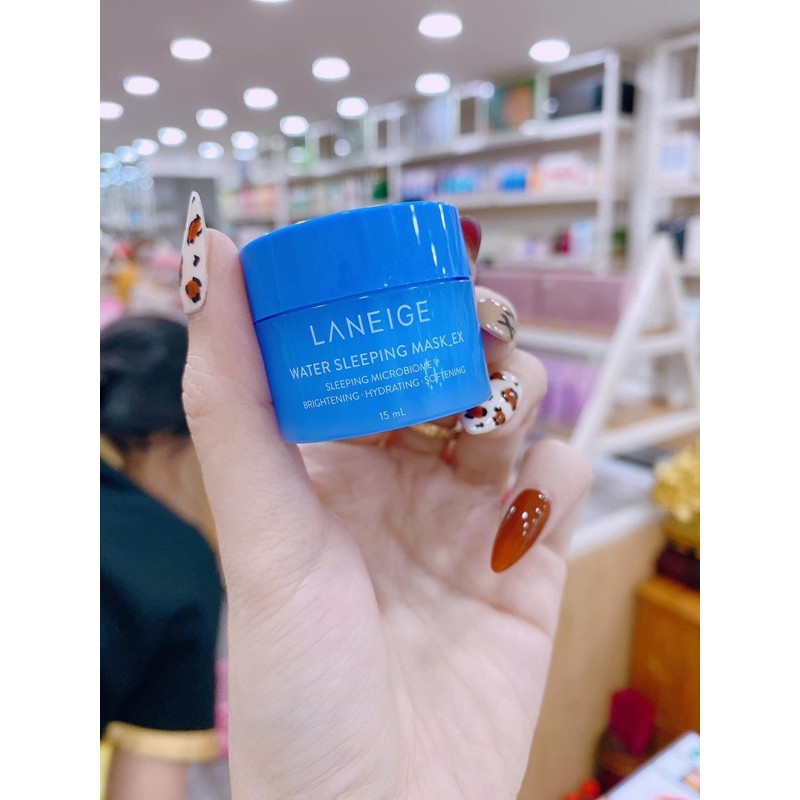 LANEIGE
WATER SLEEPING MASK_EX
SLEEPING MICROBIOME™
BRIGHTENING · HYDRATING · SOFTENING
15 mL